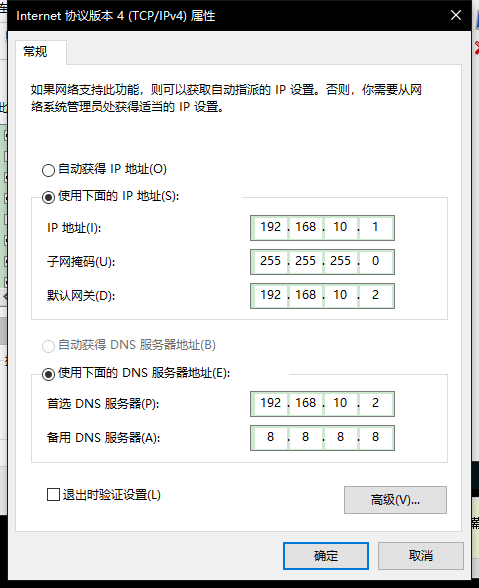 Internet 协议版本 4 (TCP/IPv4) 属性
常规
如果网络支持此功能，则可以获取自动指派的 IP 设置。否则，你需要从网
络系统管理员处获得适当的 IP 设置。
自动获得 IP 地址(O)
使用下面的 IP 地址(S):
IP 地址(I): 192 . 168 . 10 . 1
子网掩码(U): 255 . 255 . 255 . 0
默认网关(D): 192 . 168 . 10 . 2
自动获得 DNS 服务器地址(B)
使用下面的 DNS 服务器地址(E):
首选 DNS 服务器(P): 192 . 168 . 10 . 2
备用 DNS 服务器(A): 8 . 8 . 8 . 8
退出时验证设置(L)
高级(V)...
确定 取消